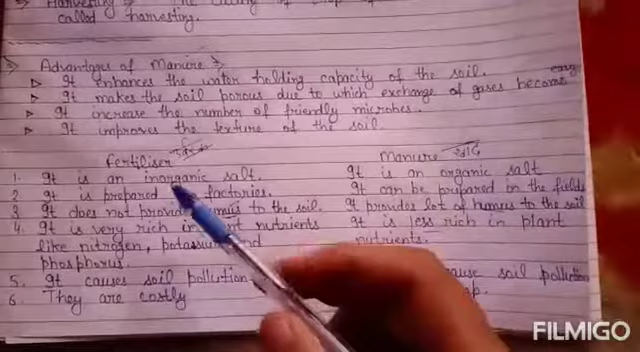 called harvesting.
Advantages of Manure
It enhances the water holding capacity of the soil.
It makes the soil porous due to which exchange of gases become easy
It increase the number of friendly microbes.
It improves the texture of the soil.
Fertiliser
Manure खाद
1. It is an inorganic salt. It is an organic salt
2 It is prepared factories. It can be prepared on the fields
3 It does not provide humus to the soil. It provides lot of humus to the soil
4. It is very rich in nutrients It is less rich in plant
like nitrogen, potassium and nutrients.
phosphorus.
5. It causes soil pollution cause soil pollution
6. They are costly
FILMIGO